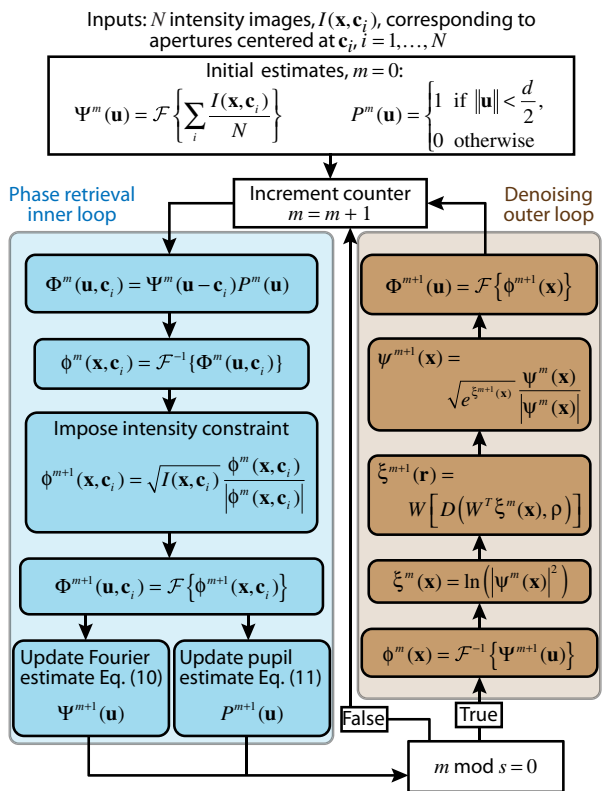 Inputs: N intensity images, I(x,c_i), corresponding to
apertures centered at c_i, i = 1,…, N
Initial estimates, m = 0:
Ψ^m(u) = ℱ{∑_i I(x,c_i)/N}
P^m(u) = {1 if ‖u‖ < d/2,
0 otherwise
Phase retrieval
inner loop
Increment counter
m = m + 1
Denoising
outer loop
Φ^m(u,c_i) = Ψ^m(u − c_i)P^m(u)
ϕ^m(x,c_i) = ℱ^{-1}{Φ^m(u,c_i)}
Impose intensity constraint
ϕ^{m+1}(x,c_i) = √I(x,c_i) ϕ^m(x,c_i)/|ϕ^m(x,c_i)|
Φ^{m+1}(u,c_i) = ℱ{ϕ^{m+1}(x,c_i)}
Update Fourier
estimate Eq. (10)
Ψ^{m+1}(u)
Update pupil
estimate Eq. (11)
P^{m+1}(u)
Φ^{m+1}(u) = ℱ{ϕ^{m+1}(x)}
ψ^{m+1}(x) =
√e^{ξ^{m+1}(x)} ψ^m(x)/|ψ^m(x)|
ξ^{m+1}(r) =
W[D(W^T ξ^m(x), ρ)]
ξ^m(x) = ln(|ψ^m(x)|^2)
ϕ^m(x) = ℱ^{-1}{Ψ^{m+1}(u)}
False
True
m mod s = 0